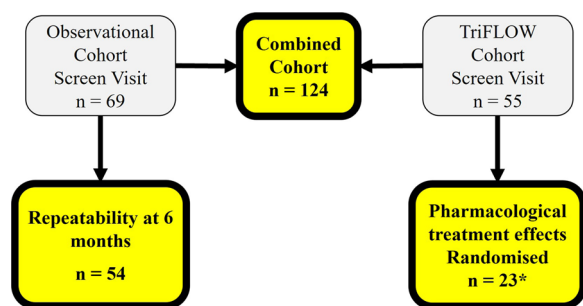 Observational
Cohort
Screen Visit
n = 69
Combined
Cohort
n = 124
TriFLOW
Cohort
Screen Visit
n = 55
Repeatability at 6
months
n = 54
Pharmacological
treatment effects
Randomised
n = 23*